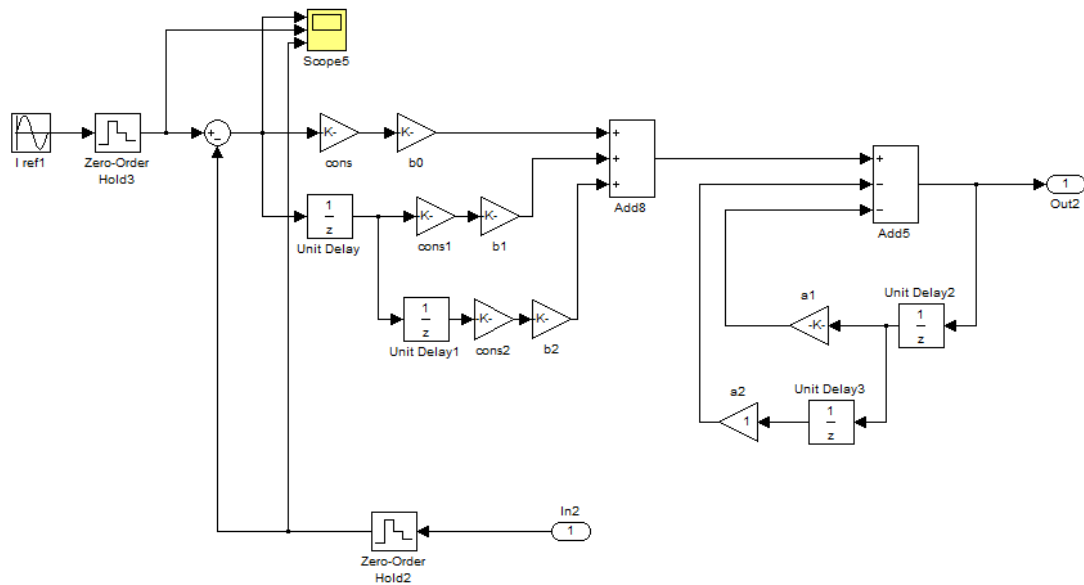 Scope5
I ref1
Zero-Order
Hold3
+
−
K-
cons
K-
b0
+
+
+
Add8
1
z
Unit Delay
K-
cons1
K-
b1
1
z
Unit Delay1
K-
cons2
K-
b2
+
−
−
Add5
1
Out2
a1
-K-
Unit Delay2
1
z
a2
1
Unit Delay3
1
z
In2
1
Zero-Order
Hold2